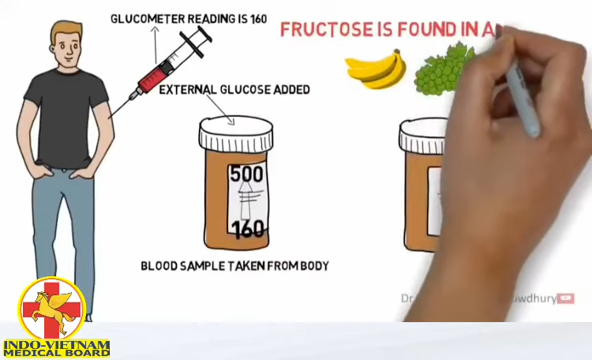 GLUCOMETER READING IS 160
FRUCTOSE IS FOUND IN A
EXTERNAL GLUCOSE ADDED
500
160
BLOOD SAMPLE TAKEN FROM BODY
Dr
INDO-VIETNAM
MEDICAL BOARD